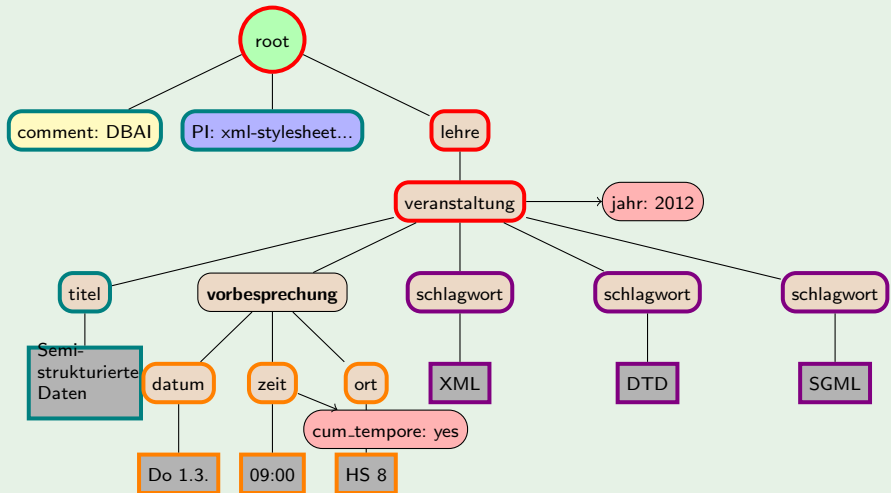 root
comment: DBAI
PI: xml-stylesheet...
lehre
veranstaltung
jahr: 2012
titel
vorbesprechung
schlagwort
schlagwort
schlagwort
Semi-
strukturierte
Daten
datum
zeit
ort
XML
DTD
SGML
cum_tempore: yes
Do 1.3.
09:00
HS 8